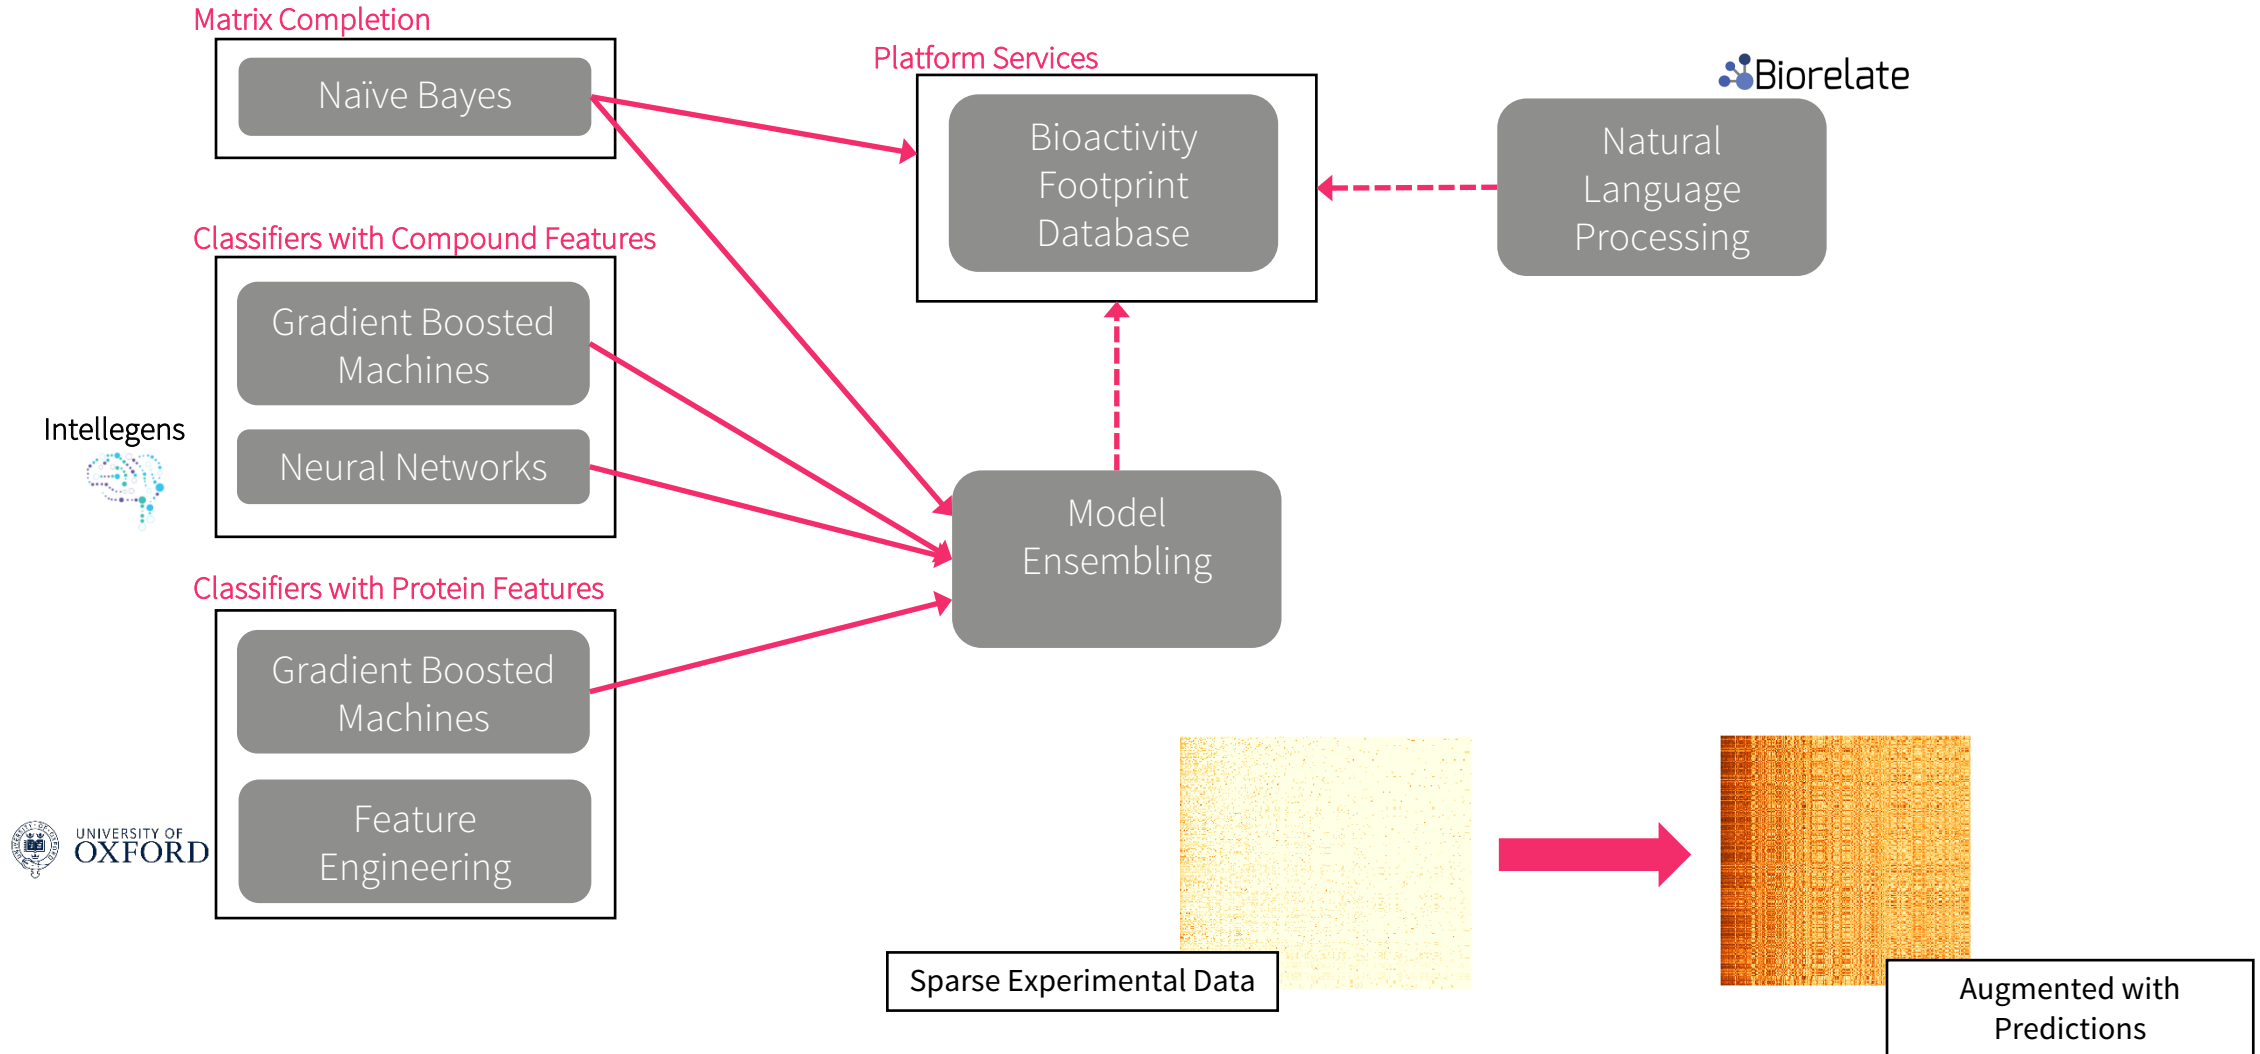 Matrix Completion
Naïve Bayes
Platform Services
Bioactivity
Footprint
Database
Biorelate
Natural
Language
Processing
Classifiers with Compound Features
Gradient Boosted
Machines
Neural Networks
Intellegens
Model
Ensembling
Classifiers with Protein Features
Gradient Boosted
Machines
Feature
Engineering
UNIVERSITY OF
OXFORD
Sparse Experimental Data
Augmented with
Predictions